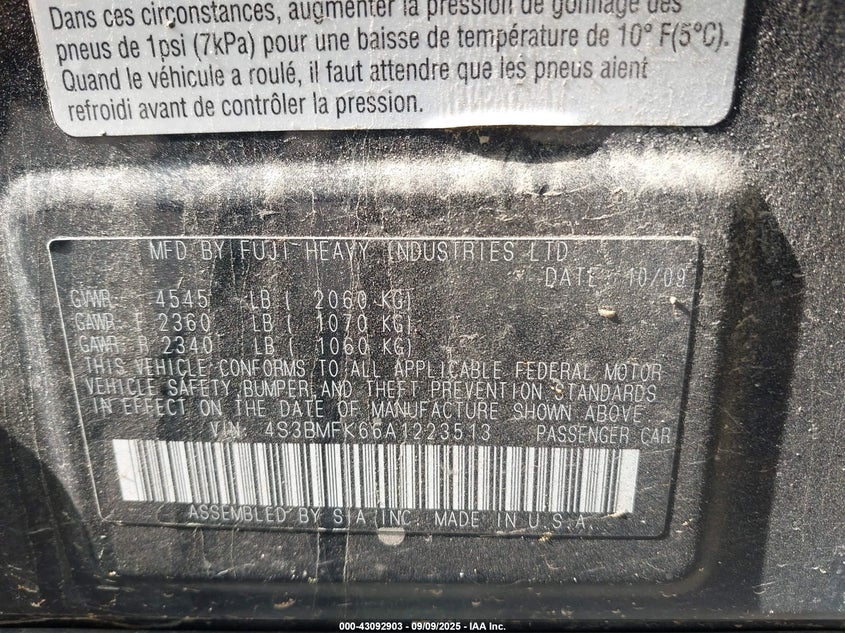 Dans ces circonstances, augmenter la pression de gonflage des
pneus de 1psi (7kPa) pour une baisse de température de 10° F(5°C).
Quand le véhicule a roulé, il faut attendre que les pneus aient
refroidi avant de contrôler la pression.
MFD BY FUJI HEAVY INDUSTRIES LTD
DATE 10/09
GVWR 4545 LB ( 2060 KG)
GAWR F 2360 LB ( 1070 KG)
GAWR R 2340 LB ( 1060 KG)
THIS VEHICLE CONFORMS TO ALL APPLICABLE FEDERAL MOTOR
VEHICLE SAFETY,BUMPER,AND THEFT PREVENTION STANDARDS
IN EFFECT ON THE DATE OF MANUFACTURE SHOWN ABOVE
VIN 4S3BMFK66A1223513 PASSENGER CAR
ASSEMBLED BY SIA INC. MADE IN U.S.A.
000-43092903 - 09/09/2025 - IAA Inc.